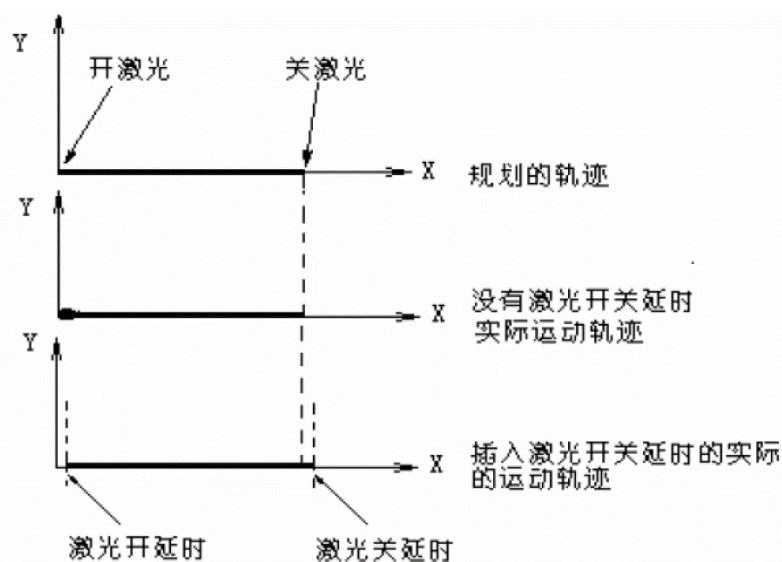 Y
开激光
关激光
X
规划的轨迹
Y
X
没有激光开关延时
实际运动轨迹
Y
X
插入激光开关延时的实际
的运动轨迹
激光开延时
激光关延时